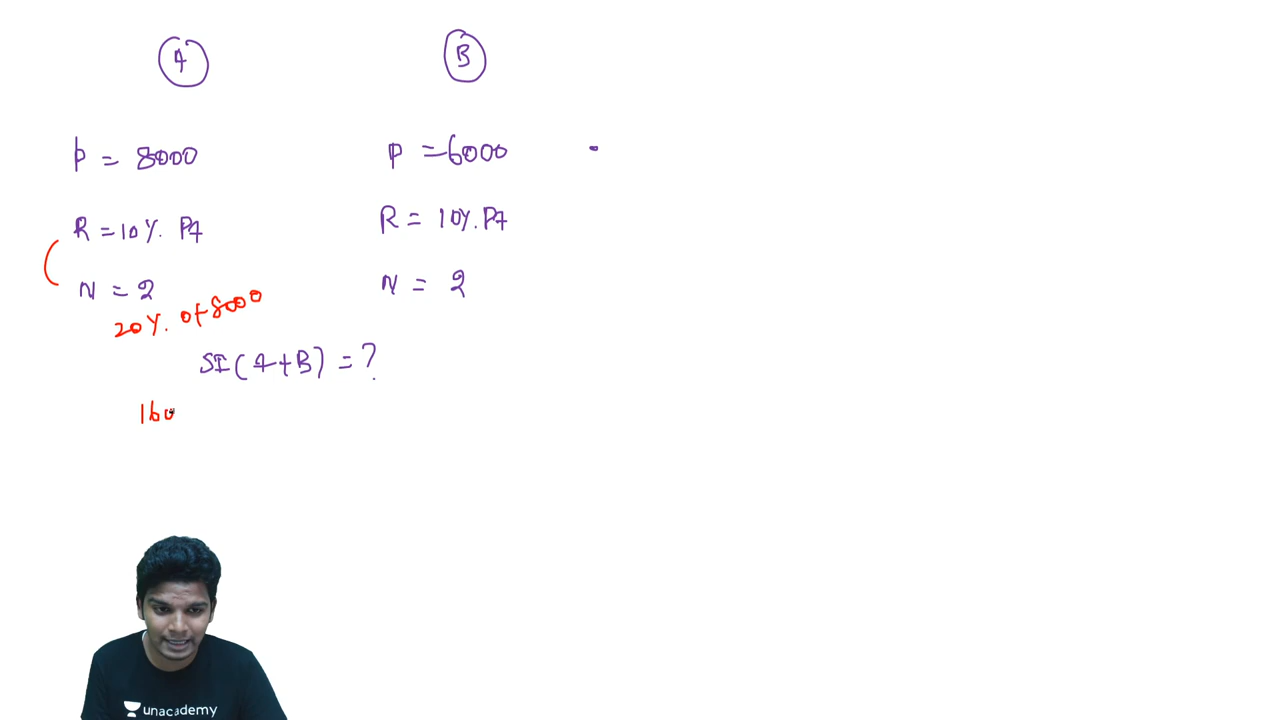 A B
P = 8000 P = 6000
R = 10%. PA R = 10%. PA
N = 2 N = 2
20%. of 8000
SI (A+B) = ?
160
unacademy